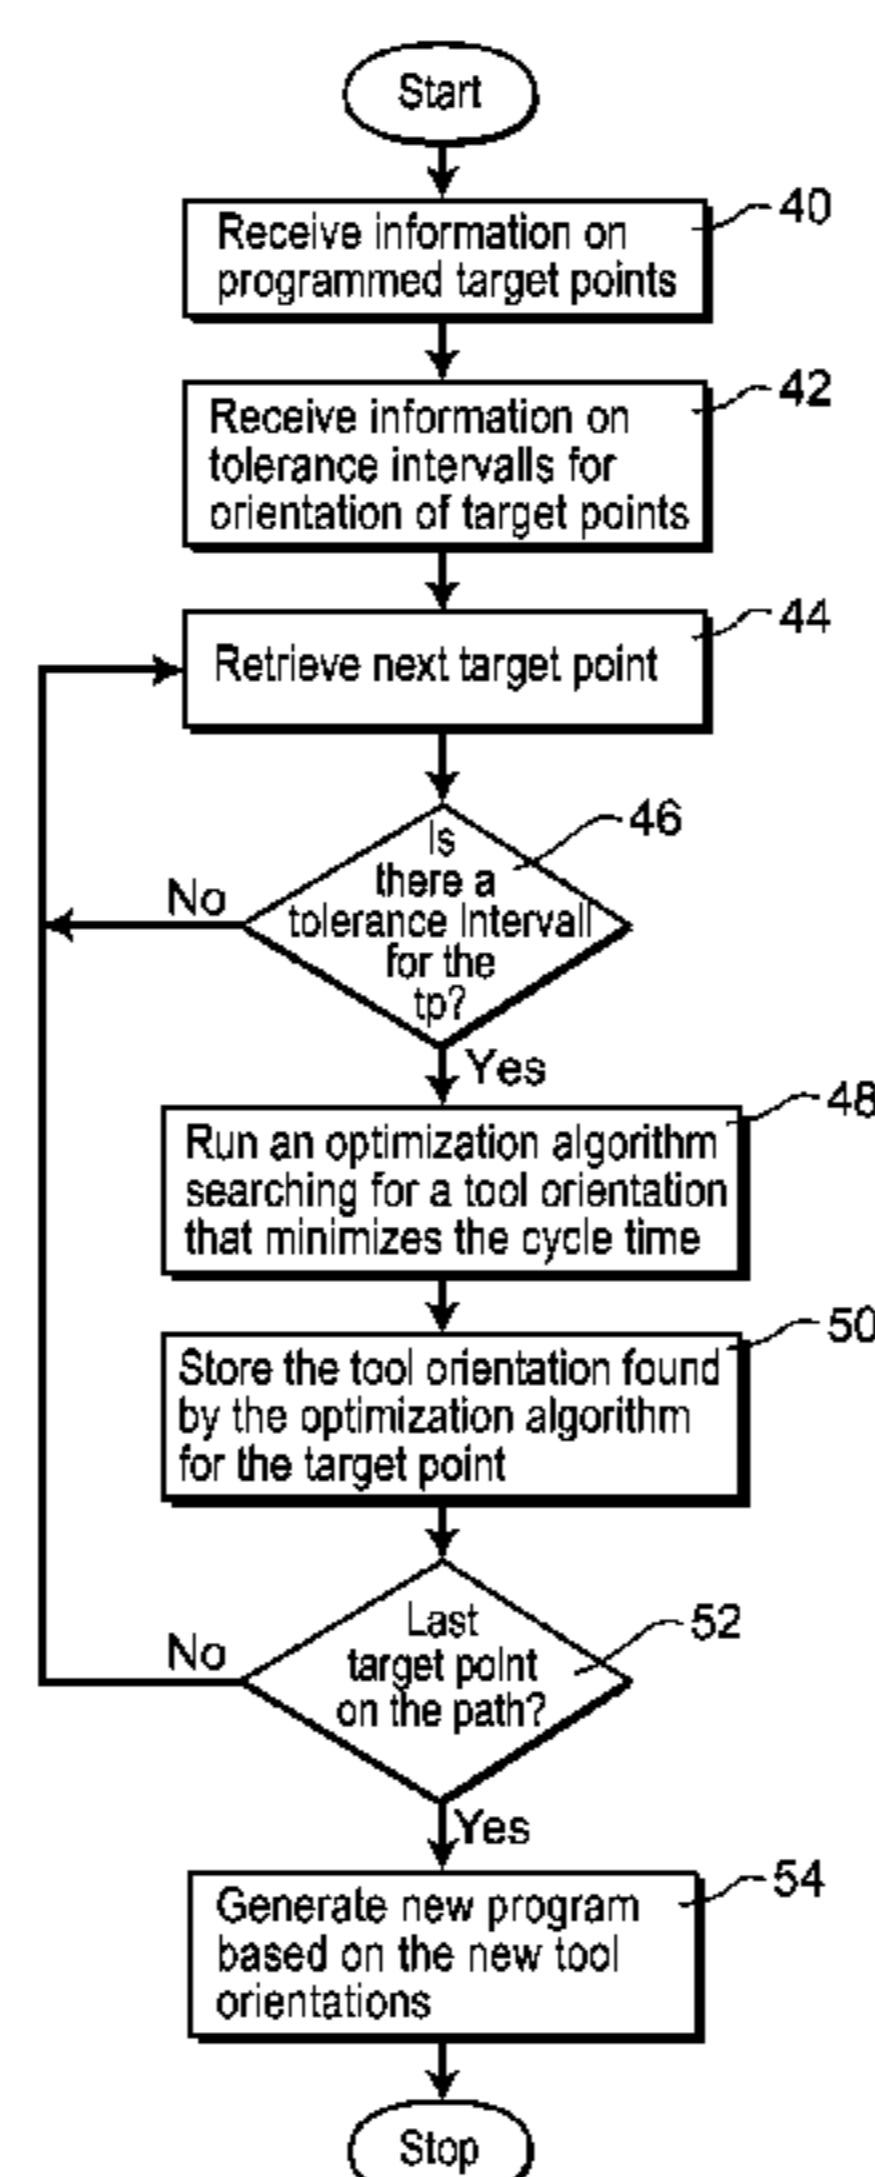 Start
40
Receive information on
programmed target points
42
Receive information on
tolerance intervalls for
orientation of target points
44
Retrieve next target point
46
Is
there a
tolerance intervall
for the
tp?
No
Yes
48
Run an optimization algorithm
searching for a tool orientation
that minimizes the cycle time
50
Store the tool orientation found
by the optimization algorithm
for the target point
52
Last
target point
on the path?
No
Yes
54
Generate new program
based on the new tool
orientations
Stop